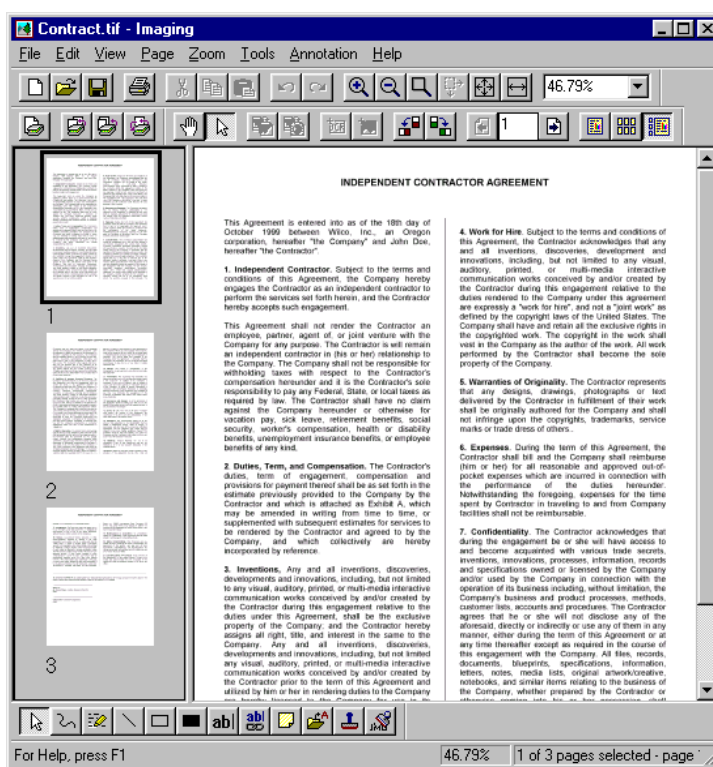 Contract.tif - Imaging
File Edit View Page Zoom Tools Annotation Help
46.79%
1
INDEPENDENT CONTRACTOR AGREEMENT
This Agreement is entered into as of the 18th day of
October 1999 between Wilco, Inc., an Oregon
corporation, hereafter "the Company" and John Doe,
hereafter "the Contractor".
1. Independent Contractor. Subject to the terms and
conditions of this Agreement, the Company hereby
engages the Contractor as an independent contractor to
perform the services set forth herein, and the Contractor
hereby accepts such engagement.
This Agreement shall not render the Contractor an
employee, partner, agent of, or joint venture with the
Company for any purpose. The Contractor is will remain
an independent contractor in (his or her) relationship to
the Company. The Company shall not be responsible for
withholding taxes with respect to the Contractor's
compensation hereunder and it is the Contractor's sole
responsibility to pay any Federal, State, or local taxes as
required by law. The Contractor shall have no claim
against the Company hereunder or otherwise for
vacation pay, sick leave, retirement benefits, social
security, worker's compensation, health or disability
benefits, unemployment insurance benefits, or employee
benefits of any kind.
2. Duties, Term, and Compensation. The Contractor's
duties, term of engagement, compensation and
provisions for payment thereof shall be as set forth in the
estimate previously provided to the Company by the
Contractor and which is attached as Exhibit A, which
may be amended in writing from time to time, or
supplemented with subsequent estimates for services to
be rendered by the Contractor and agreed to by the
Company, and which collectively are hereby
incorporated by reference.
3. Inventions, Any and all inventions, discoveries,
developments and innovations, including, but not limited
to any visual, auditory, printed, or multi-media interactive
communication works conceived by and/or created by
the Contractor during this engagement relative to the
duties under this Agreement, shall be the exclusive
property of the Company; and the Contractor hereby
assigns all right, title, and interest in the same to the
Company. Any and all inventions, discoveries,
developments and innovations, including, but not limited
any visual, auditory, printed, or multi-media interactive
communication works conceived by and/or created by
the Contractor prior to the term of this Agreement and
utilized by him or her in rendering duties to the Company
are hereby licensed to the Company for use in its
4. Work for Hire. Subject to the terms and conditions of
this Agreement, the Contractor acknowledges that any
and all inventions, discoveries, development and
innovations, including, but not limited to any visual,
auditory, printed, or multi-media interactive
communication works conceived by and/or created by
the Contractor during this engagement relative to the
duties rendered to the Company under this agreement
are expressly a "work for hire", and not a "joint work" as
defined by the copyright laws of the United States. The
Company shall have and retain all the exclusive rights in
the copyrighted work. The copyright in the work shall
vest in the Company as the author of the work. All work
performed by the Contractor shall become the sole
property of the Company.
5. Warranties of Originality. The Contractor represents
that any designs, drawings, photographs or text
delivered by the Contractor in fulfillment of their work
shall be originally authored for the Company and shall
not infringe upon the copyrights, trademarks, service
marks or trade dress of others..
6. Expenses. During the term of this Agreement, the
Contractor shall bill and the Company shall reimburse
(him or her) for all reasonable and approved out-of-
pocket expenses which are incurred in connection with
the performance of the duties hereunder.
Notwithstanding the foregoing, expenses for the time
spent by Contractor in traveling to and from Company
facilities shall not be reimbursable.
7. Confidentiality. The Contractor acknowledges that
during the engagement be or she will have access to
and become acquainted with various trade secrets,
inventions, innovations, processes, information, records
and specifications owned or licensed by the Company
and/or used by the Company in connection with the
operation of its business including, without limitation, the
Company's business and product processes, methods,
customer lists, accounts and procedures. The Contractor
agrees that he or she will not disclose any of the
aforesaid, directly or indirectly or use any of them in any
manner, either during the term of this Agreement or at
any time thereafter except as required in the course of
this engagement with the Company. All files, records,
documents, blueprints, specifications, information,
letters, notes, media lists, original artwork/creative,
notebooks, and similar items relating to the business of
the Company, whether prepared by the Contractor or
otherwise coming into his or her possession, shall
1
2
3
ab|
ab|
For Help, press F1
46.79%
1 of 3 pages selected - page